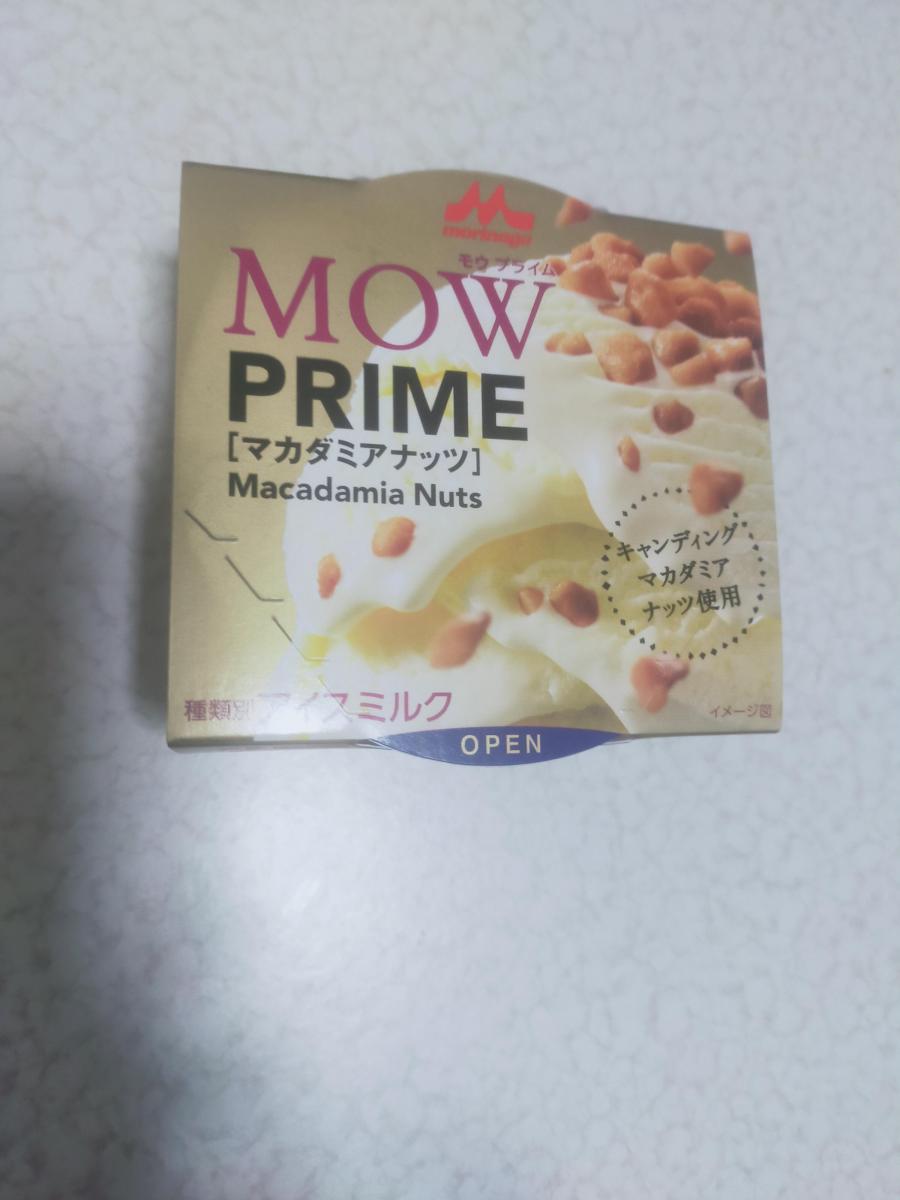 morinaga
モウ プライム
MOW
PRIME
[マカダミアナッツ]
Macadamia Nuts
キャンディング
マカダミア
ナッツ使用
種類別 アイスミルク
イメージ図
OPEN